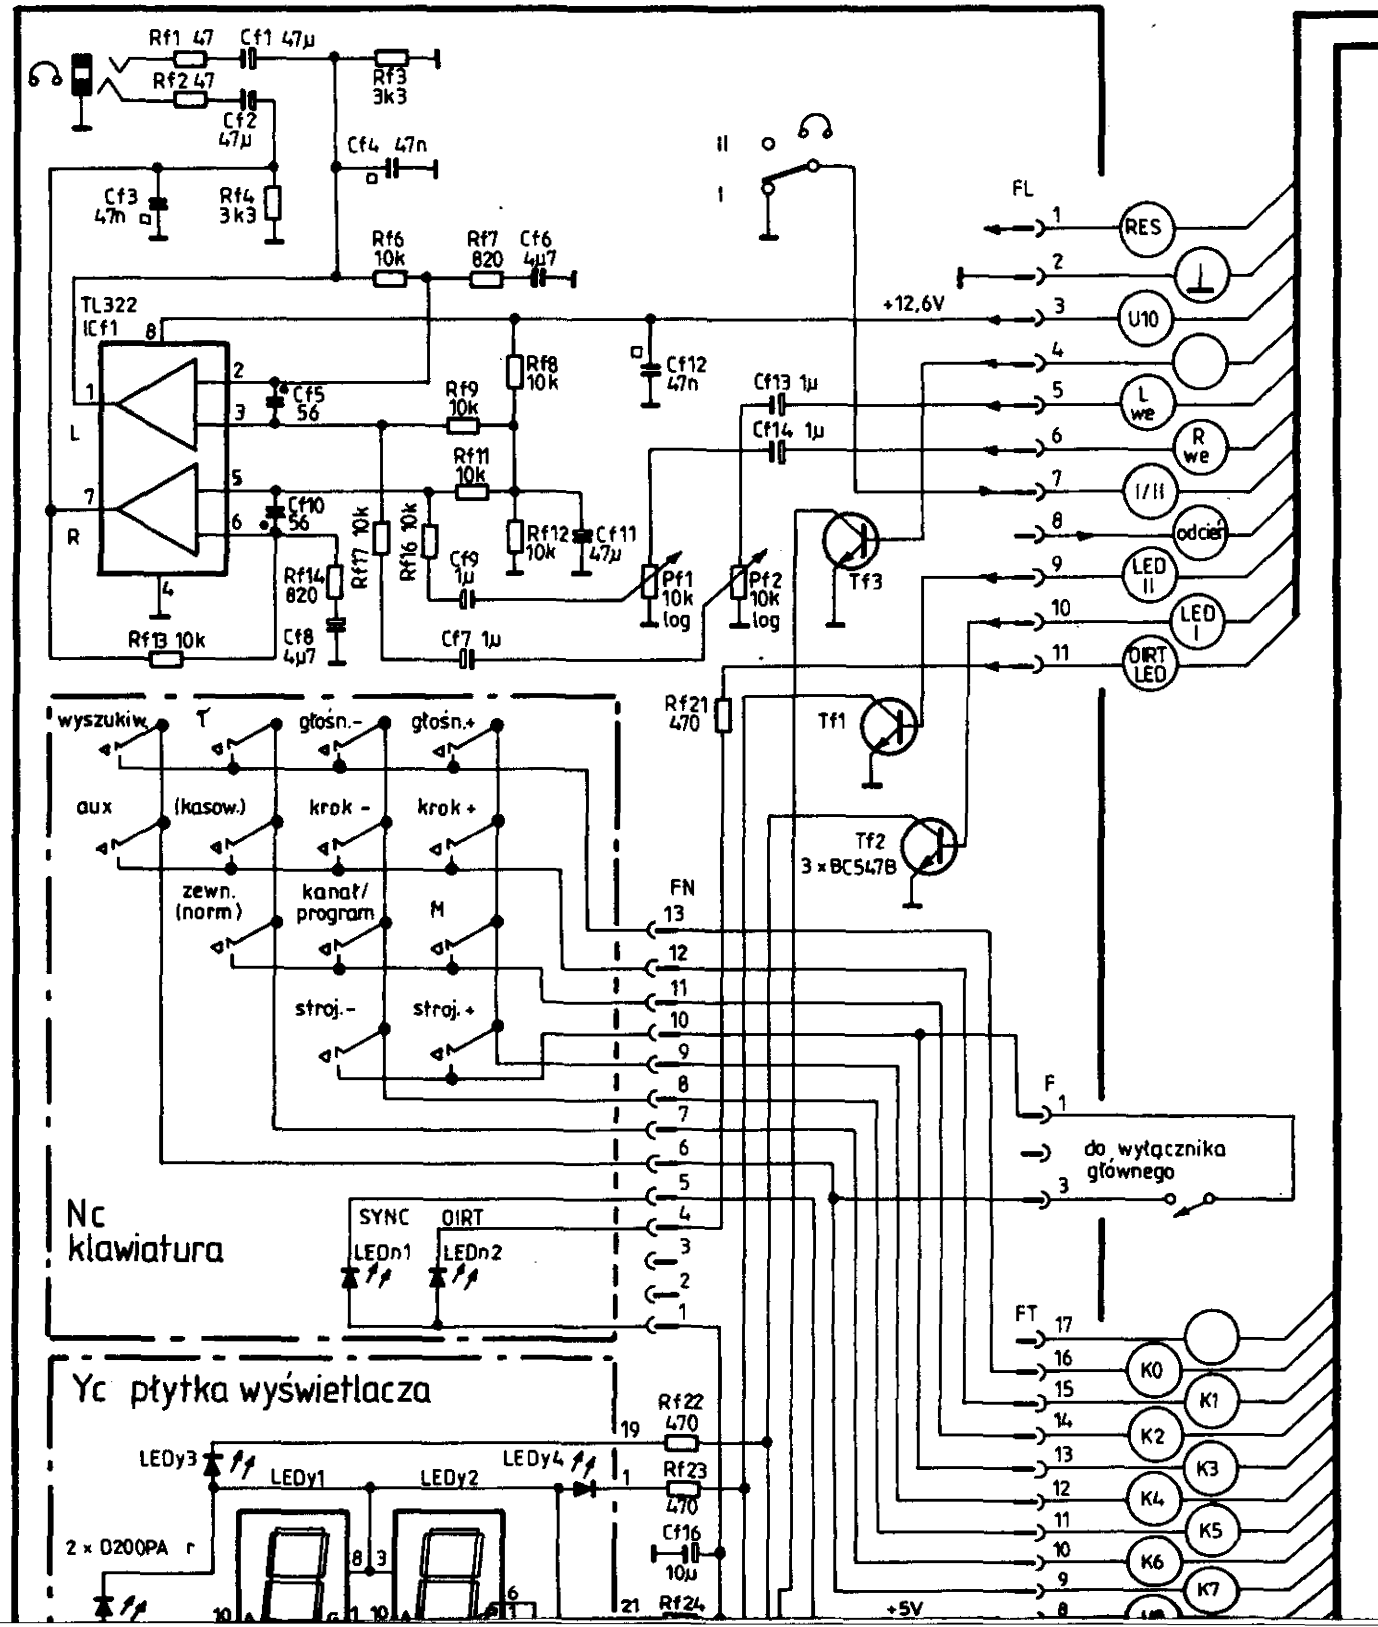 Rf1 47
Cf1 47µ
Rf2 47
Cf2
47µ
Rf3
3k3
Cf4 47n
Cf3
47n
Rf4
3k3
II
I
FL
1
RES
2
3
U10
4
5
L
we
6
R
we
7
I/II
8
odcień
9
LED
II
10
LED
I
11
OIRT
LED
Rf6
10k
Rf7
820
Cf6
4µ7
+12,6V
TL322
ICf1
8
1
2
3
L
5
6
7
R
4
Cf5
56
Rf8
10k
Cf12
47n
Rf9
10k
Cf13 1µ
Cf14 1µ
Rf11
10k
Cf10
56
Rf17 10k
Rf16 10k
Rf12
10k
Cf11
47µ
Cf9
1µ
Rf14
820
Cf8
4µ7
Rf13 10k
Cf7 1µ
Pf1
10k
log
Pf2
10k
log
Tf3
Rf21
470
Tf1
Tf2
3 x BC547B
wyszukiw.
T
głośn.-
głośn.+
aux
(kasow.)
krok -
krok +
zewn.
(norm)
kanał/
program
M
stroj.-
stroj.+
FN
13
12
11
10
9
8
7
6
5
4
3
2
1
F
1
do wyłącznika
głównego
3
Nc
klawiatura
SYNC
OIRT
LEDn1
LEDn2
FT
17
16
K0
15
K1
14
K2
13
K3
12
K4
11
K5
10
K6
9
K7
8
+5V
Yc płytka wyświetlacza
19
Rf22
470
LEDy3
LEDy1
LEDy2
LEDy4
1
Rf23
470
Cf16
10µ
2 x D200PA r
8 3
10
A
G
1
10
A
6
1
21
Rf24